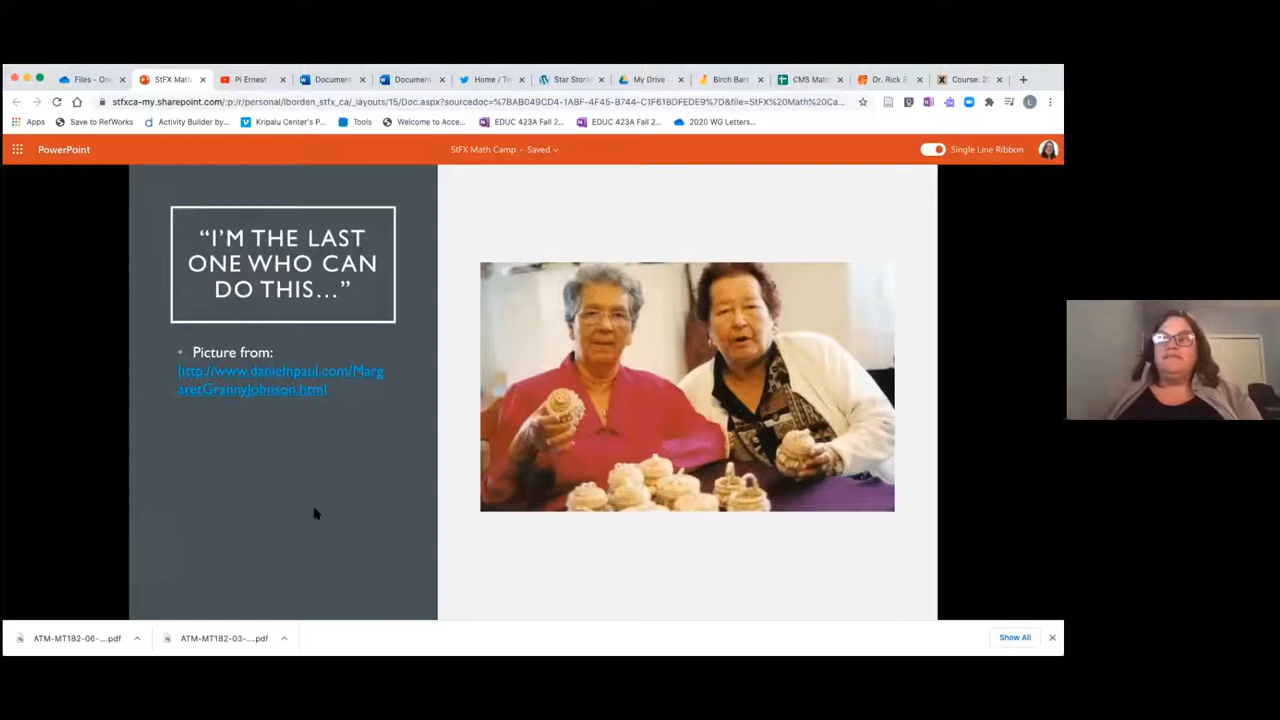 Files - One
StFX Math
Pi Ernest
Document
Document
Home / Tw
Star Storie
My Drive
Birch Bark
CMS Math
Dr. Rick S
Course: 20
stfxca-my.sharepoint.com/:p:/r/personal/lborden_stfx_ca/_layouts/15/Doc.aspx?sourcedoc=%7BAB049CD4-1ABF-4F45-B744-C1F61BDFEDE9%7D&file=StFX%20Math%20Ca...
Apps
Save to RefWorks
Activity Builder by...
Kripalu Center's P...
Tools
Welcome to Acce...
EDUC 423A Fall 2...
EDUC 423A Fall 2...
2020 WG Letters...
PowerPoint
StFX Math Camp - Saved
Single Line Ribbon
“I’M THE LAST
ONE WHO CAN
DO THIS…”
Picture from:
http://www.danielnpaul.com/Marg
aretGrannyJohnson.html
ATM-MT182-06-....pdf
ATM-MT182-03-....pdf
Show All